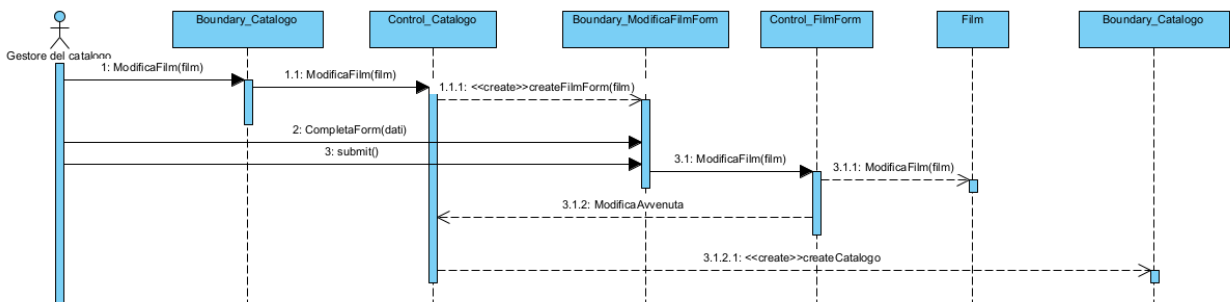 Boundary_Catalogo
Control_Catalogo
Boundary_ModificaFilmForm
Control_FilmForm
Film
Boundary_Catalogo
Gestore del catalogo
1: ModificaFilm(film)
1.1: ModificaFilm(film)
1.1.1: <<create>>createFilmForm(film)
2: CompletaForm(dati)
3: submit()
3.1: ModificaFilm(film)
3.1.1: ModificaFilm(film)
3.1.2: ModificaAvvenuta
3.1.2.1: <<create>>createCatalogo